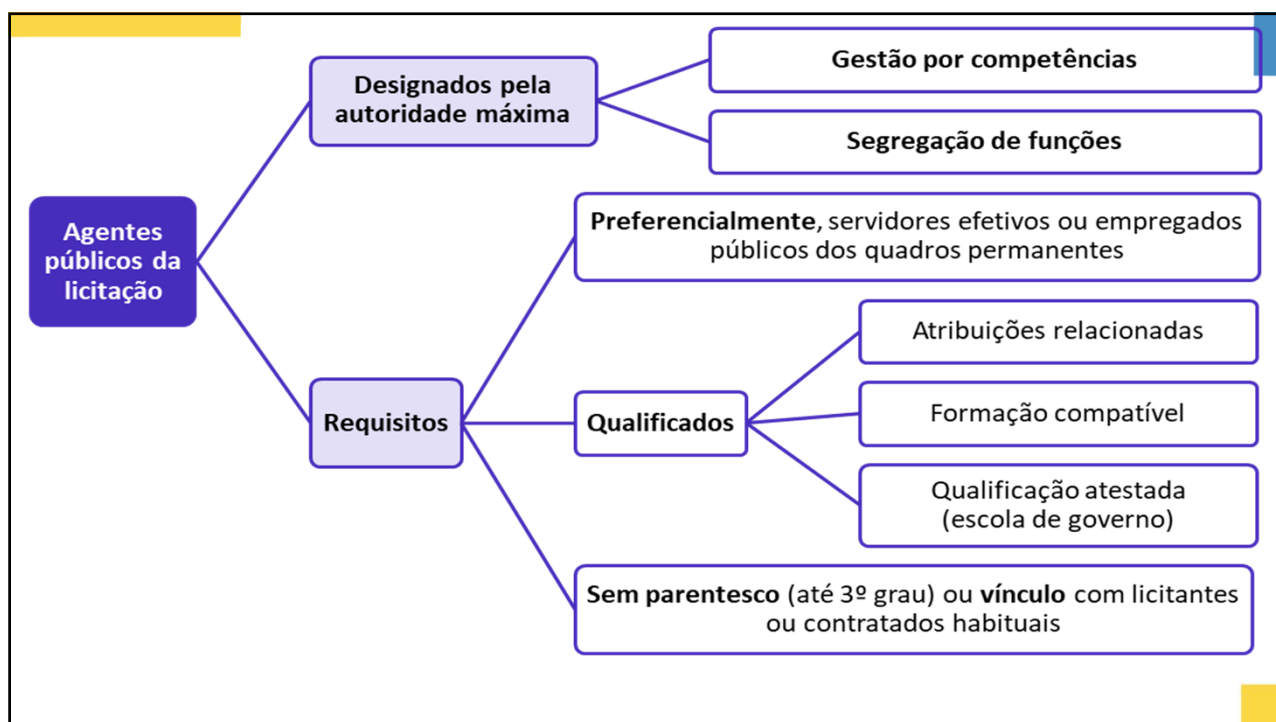 Agentes
públicos da
licitação
Designados pela
autoridade máxima
Gestão por competências
Segregação de funções
Requisitos
Preferencialmente, servidores efetivos ou empregados
públicos dos quadros permanentes
Qualificados
Atribuições relacionadas
Formação compatível
Qualificação atestada
(escola de governo)
Sem parentesco (até 3º grau) ou vínculo com licitantes
ou contratados habituais